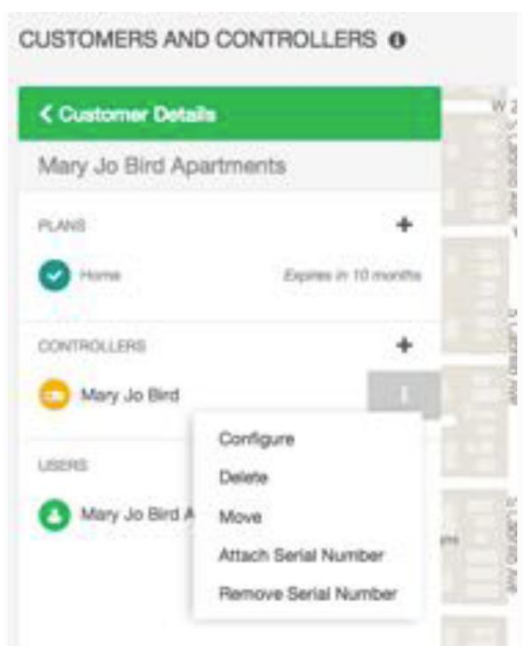 CUSTOMERS AND CONTROLLERS
Customer Details
Mary Jo Bird Apartments
PLANS
Home Expires in 10 months
CONTROLLERS
Mary Jo Bird
Configure
USERS
Delete
Mary Jo Bird A
Move
Attach Serial Number
Remove Serial Number